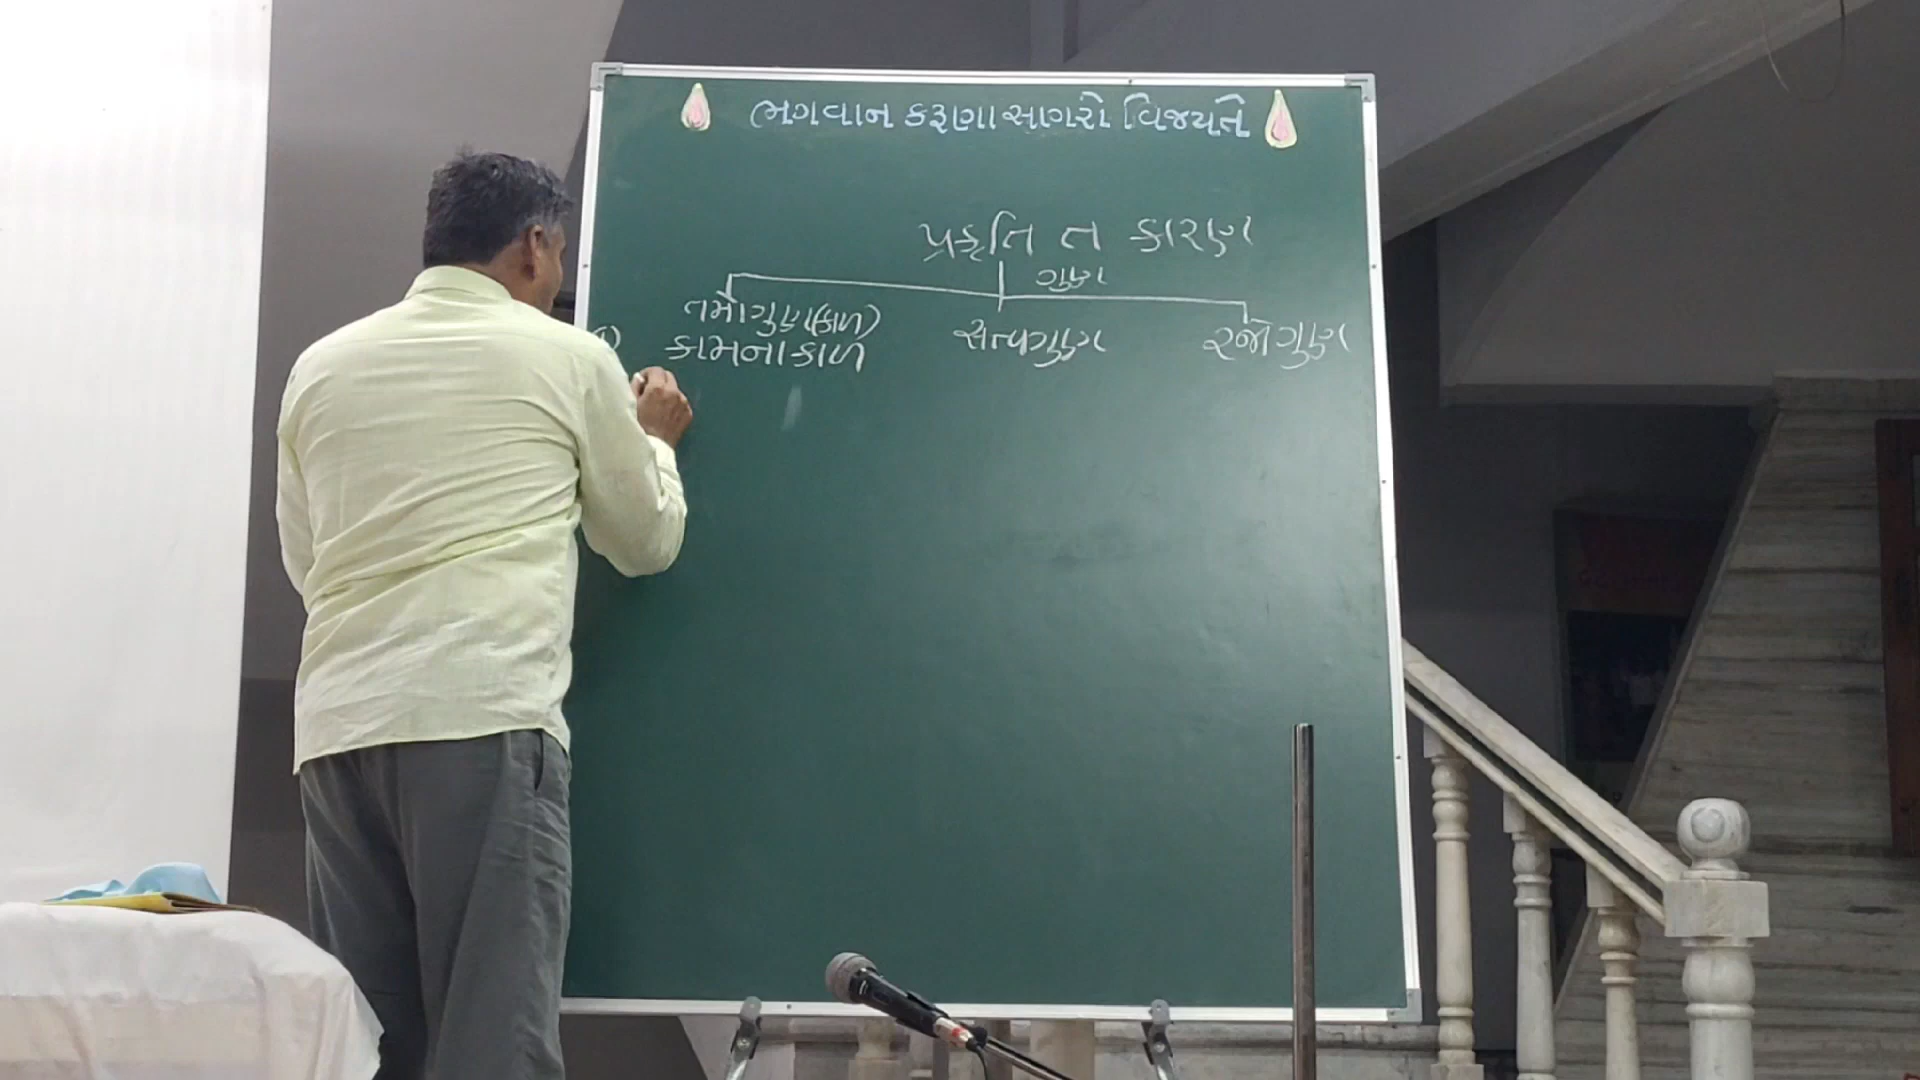 ભગવાન કરૂણા સાગરો વિજયતે
પ્રકૃતિ ત કારણ
ગુણ
તમોગુણ(કાળ) સત્વગુણ રજોગુણ
કામનાકાળ